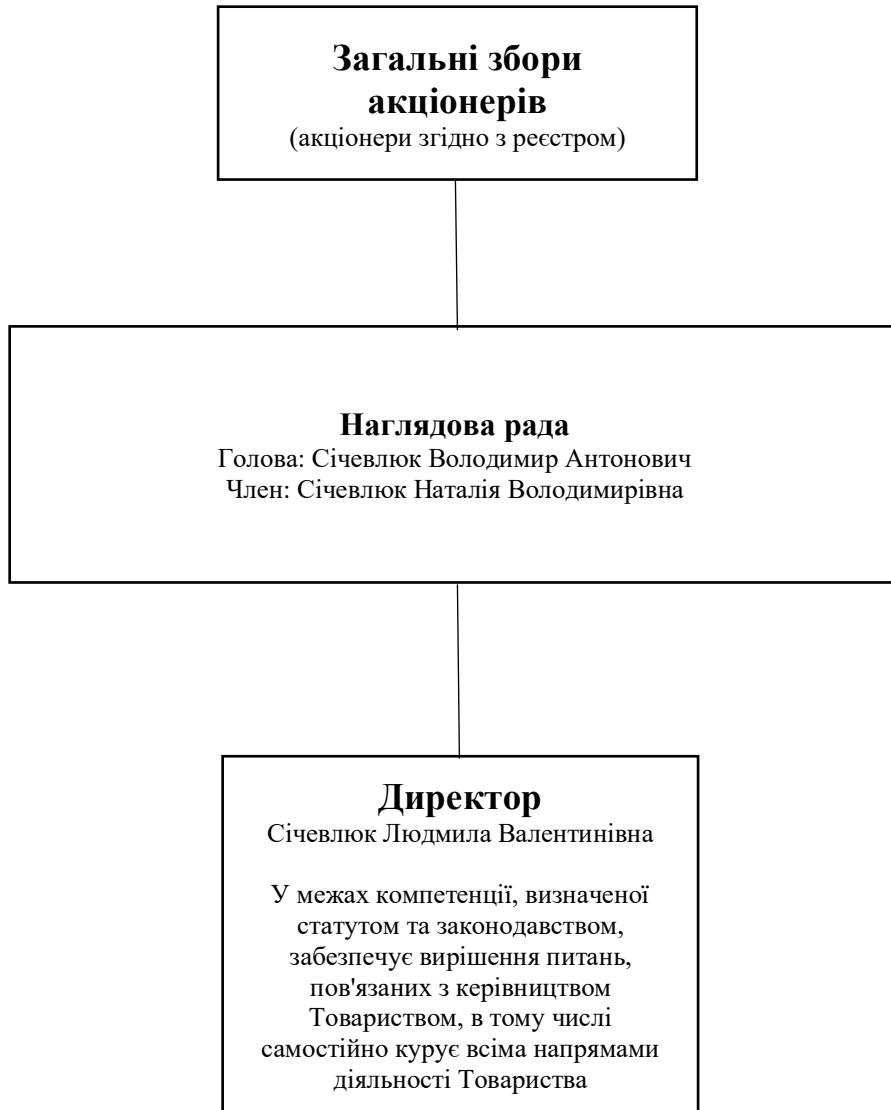 Загальні збори
акціонерів
(акціонери згідно з реєстром)
Наглядова рада
Голова: Січевлюк Володимир Антонович
Член: Січевлюк Наталія Володимирівна
Директор
Січевлюк Людмила Валентинівна
У межах компетенції, визначеної
статутом та законодавством,
забезпечує вирішення питань,
пов'язаних з керівництвом
Товариством, в тому числі
самостійно курує всіма напрямами
діяльності Товариства